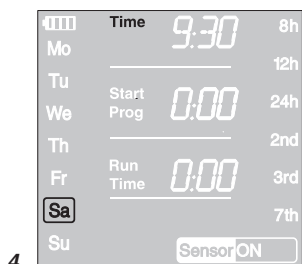 Time 9:30 8h
Mo
12h
Tu
Start Prog 0:00 24h
We
2nd
Th
Run Time 0:00 3rd
Fr
Sa 7th
Su
Sensor ON
4